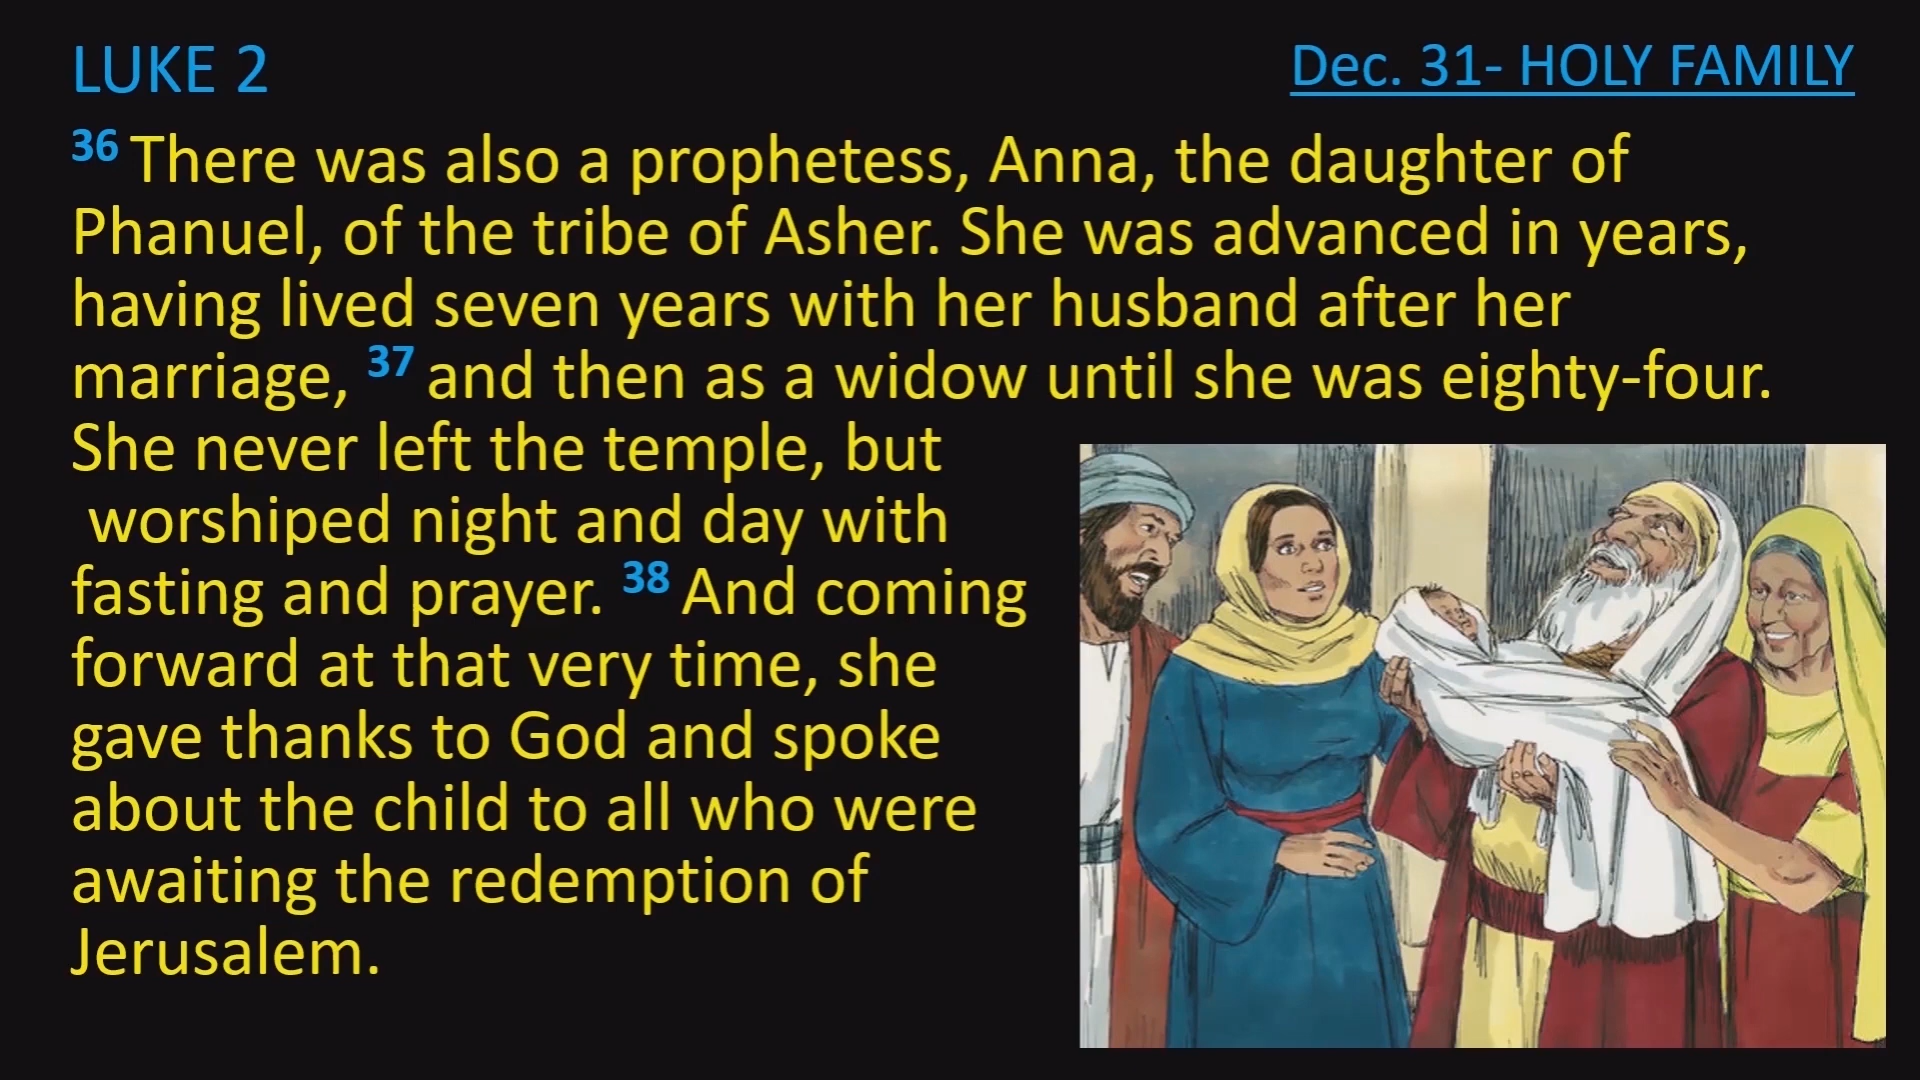 LUKE 2
Dec. 31- HOLY FAMILY
36 There was also a prophetess, Anna, the daughter of
Phanuel, of the tribe of Asher. She was advanced in years,
having lived seven years with her husband after her
marriage, 37 and then as a widow until she was eighty-four.
She never left the temple, but
worshiped night and day with
fasting and prayer. 38 And coming
forward at that very time, she
gave thanks to God and spoke
about the child to all who were
awaiting the redemption of
Jerusalem.